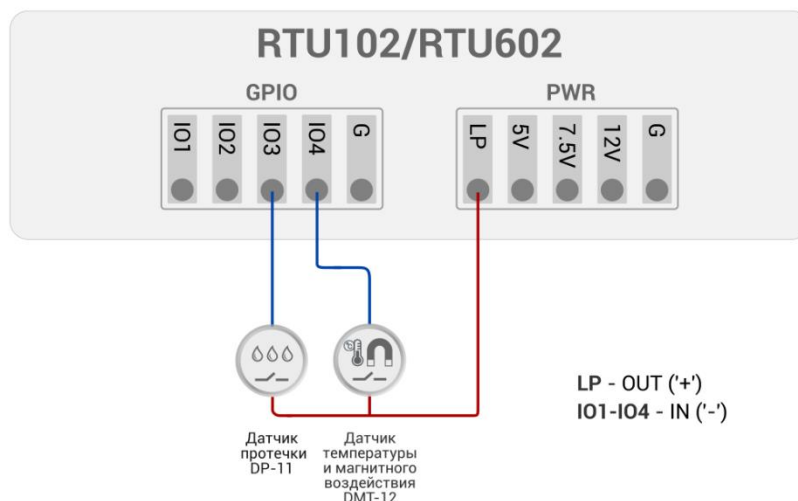 RTU102/RTU602
GPIO
PWR
IO1
IO2
IO3
IO4
G
LP
5V
7.5V
12V
G
LP - OUT ('+')
IO1-IO4 - IN ('-')
Датчик
протечки
DP-11
Датчик
температуры
и магнитного
воздействия
DMT-12